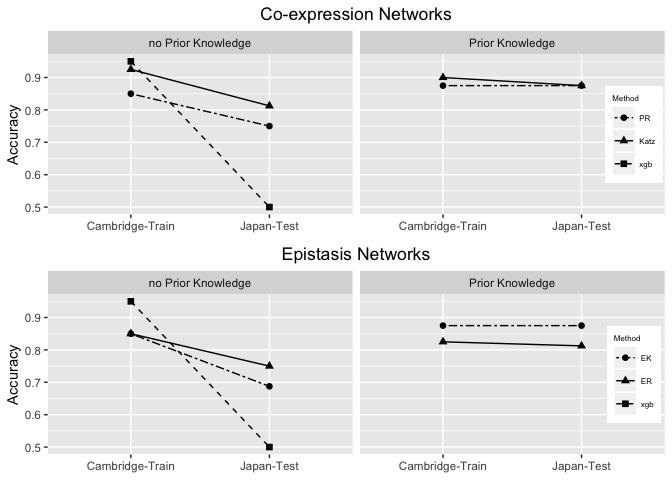 Co-expression Networks
no Prior Knowledge
Prior Knowledge
Accuracy
0.9
0.8
0.7
0.6
0.5
Cambridge-Train
Japan-Test
Cambridge-Train
Japan-Test
Method
PR
Katz
xgb
Epistasis Networks
no Prior Knowledge
Prior Knowledge
Accuracy
0.9
0.8
0.7
0.6
0.5
Cambridge-Train
Japan-Test
Cambridge-Train
Japan-Test
Method
EK
ER
xgb